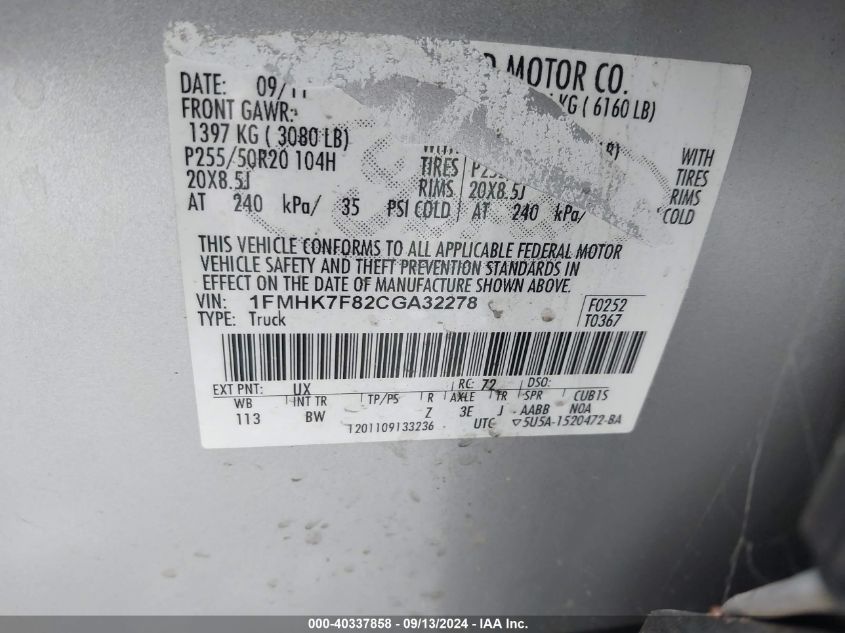 D MOTOR CO.
DATE: 09/11
KG ( 6160 LB)
FRONT GAWR:
1397 KG ( 3080 LB) WITH
P255/50R20 104H TIRES
20X8.5J RIMS 20X8.5J
AT 240 kPa/ 35 PSI COLD AT 240 kPa/
WITH
TIRES
RIMS
COLD
THIS VEHICLE CONFORMS TO ALL APPLICABLE FEDERAL MOTOR
VEHICLE SAFETY AND THEFT PREVENTION STANDARDS IN
EFFECT ON THE DATE OF MANUFACTURE SHOWN ABOVE.
VIN: 1FMHK7F82CGA32278 F0252
TYPE: Truck T0367
EXT PNT: UX RC: 72 DSO:
WB INT TR TP/PS R AXLE TR SPR CUB1S
113 BW Z 3E J AABB NOA
1201109133236 UTC ▽5U5A-1520472-BA
000-40337858 - 09/13/2024 - IAA Inc.